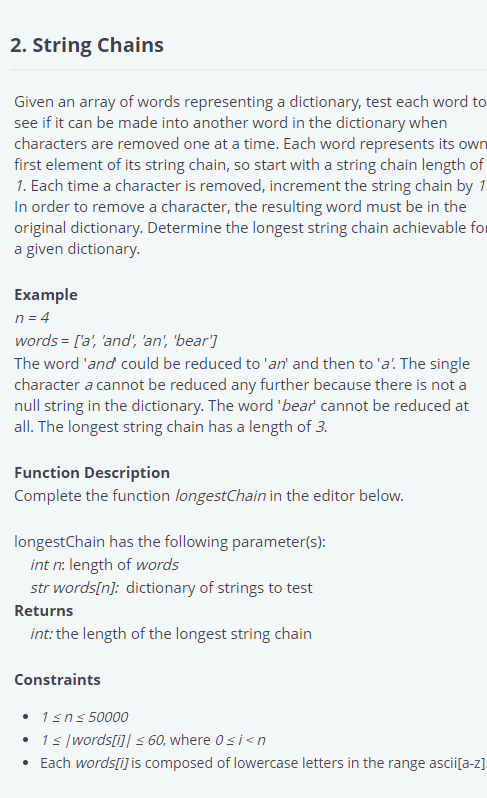 2. String Chains
Given an array of words representing a dictionary, test each word to
see if it can be made into another word in the dictionary when
characters are removed one at a time. Each word represents its own
first element of its string chain, so start with a string chain length of
1. Each time a character is removed, increment the string chain by 1.
In order to remove a character, the resulting word must be in the
original dictionary. Determine the longest string chain achievable for
a given dictionary.
Example
n = 4
words = ['a', 'and', 'an', 'bear']
The word 'and' could be reduced to 'an' and then to 'a'. The single
character a cannot be reduced any further because there is not a
null string in the dictionary. The word 'bear' cannot be reduced at
all. The longest string chain has a length of 3.
Function Description
Complete the function longestChain in the editor below.
longestChain has the following parameter(s):
int n: length of words
str words[n]: dictionary of strings to test
Returns
int: the length of the longest string chain
Constraints
• 1 ≤ n ≤ 50000
• 1 ≤ |words[i]| ≤ 60, where 0 ≤ i < n
• Each words[i] is composed of lowercase letters in the range ascii[a-z].